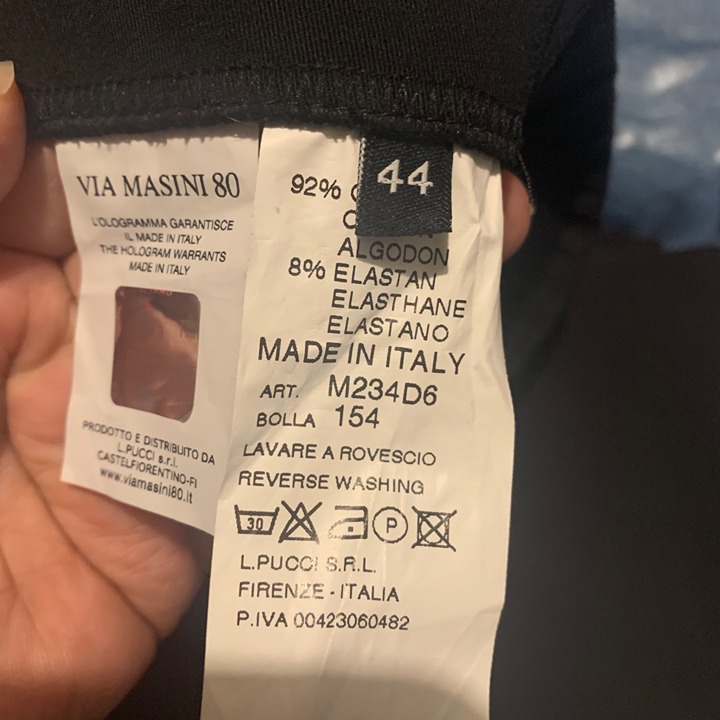 VIA MASINI 80
L'OLOGRAMMA GARANTISCE
IL MADE IN ITALY
THE HOLOGRAM WARRANTS
MADE IN ITALY
PRODOTTO E DISTRIBUITO DA
L.PUCCI s.r.l.
CASTELFIORENTINO-FI
www.viamasini80.it
44
92%
ALGODON
8% ELASTAN
ELASTHANE
ELASTANO
MADE IN ITALY
ART. M234D6
BOLLA 154
LAVARE A ROVESCIO
REVERSE WASHING
30 P
L.PUCCI S.R.L.
FIRENZE - ITALIA
P.IVA 00423060482